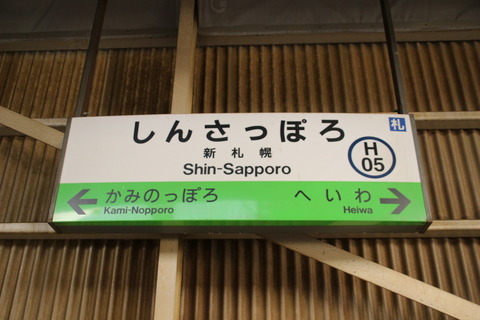 しんさっぽろ
札
新札幌
Shin-Sapporo
H
05
かみのっぽろ
Kami-Nopporo
へいわ
Heiwa